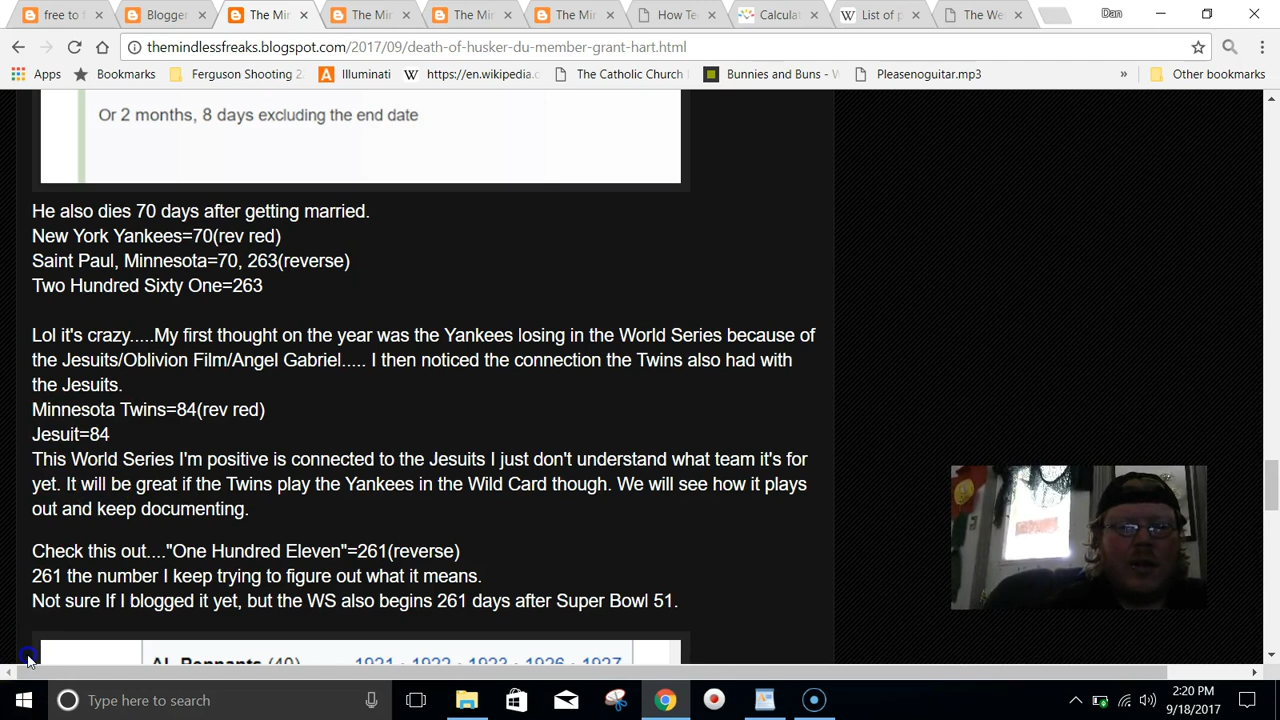 free to f
Blogger
The Mi
The Mi
The Mi
The Mi
How Te
Calcula
List of p
The We
Dan
themindlessfreaks.blogspot.com/2017/09/death-of-husker-du-member-grant-hart.html
Apps
Bookmarks
Ferguson Shooting 2
Illuminati
https://en.wikipedia.c
The Catholic Church
Bunnies and Buns - W
Pleasenoguitar.mp3
»
Other bookmarks
Or 2 months, 8 days excluding the end date
He also dies 70 days after getting married.
New York Yankees=70(rev red)
Saint Paul, Minnesota=70, 263(reverse)
Two Hundred Sixty One=263
Lol it's crazy.....My first thought on the year was the Yankees losing in the World Series because of
the Jesuits/Oblivion Film/Angel Gabriel..... I then noticed the connection the Twins also had with
the Jesuits.
Minnesota Twins=84(rev red)
Jesuit=84
This World Series I'm positive is connected to the Jesuits I just don't understand what team it's for
yet. It will be great if the Twins play the Yankees in the Wild Card though. We will see how it plays
out and keep documenting.
Check this out...."One Hundred Eleven"=261(reverse)
261 the number I keep trying to figure out what it means.
Not sure If I blogged it yet, but the WS also begins 261 days after Super Bowl 51.
AL Pennants (40) 1921 · 1922 · 1923 · 1926 · 1927
Type here to search
2:20 PM
9/18/2017